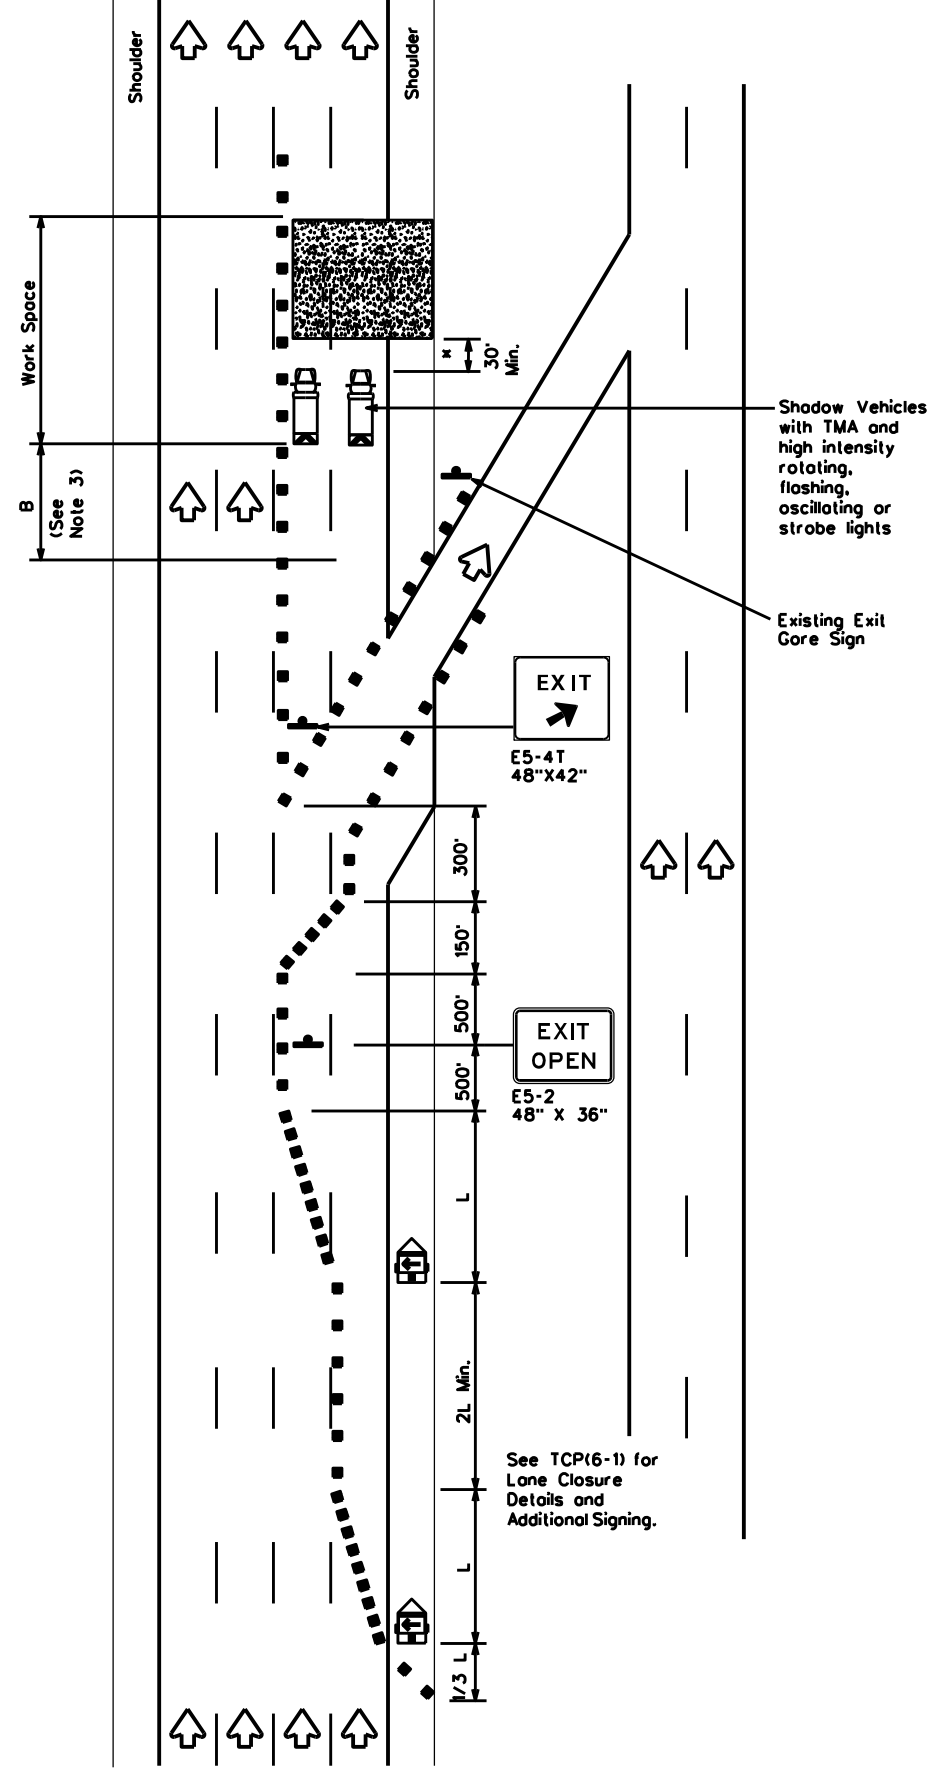 Shoulder
Shoulder
Work Space
B
(See
Note 3)
x
30'
Min.
Shadow Vehicles
with TMA and
high intensity
rotating,
flashing,
oscillating or
strobe lights
Existing Exit
Gore Sign
EXIT
E5-4T
48"X42"
300'
150'
500'
EXIT
OPEN
E5-2
48" X 36"
500'
L
2L Min.
See TCP(6-1) for
Lane Closure
Details and
Additional Signing.
L
1/3 L